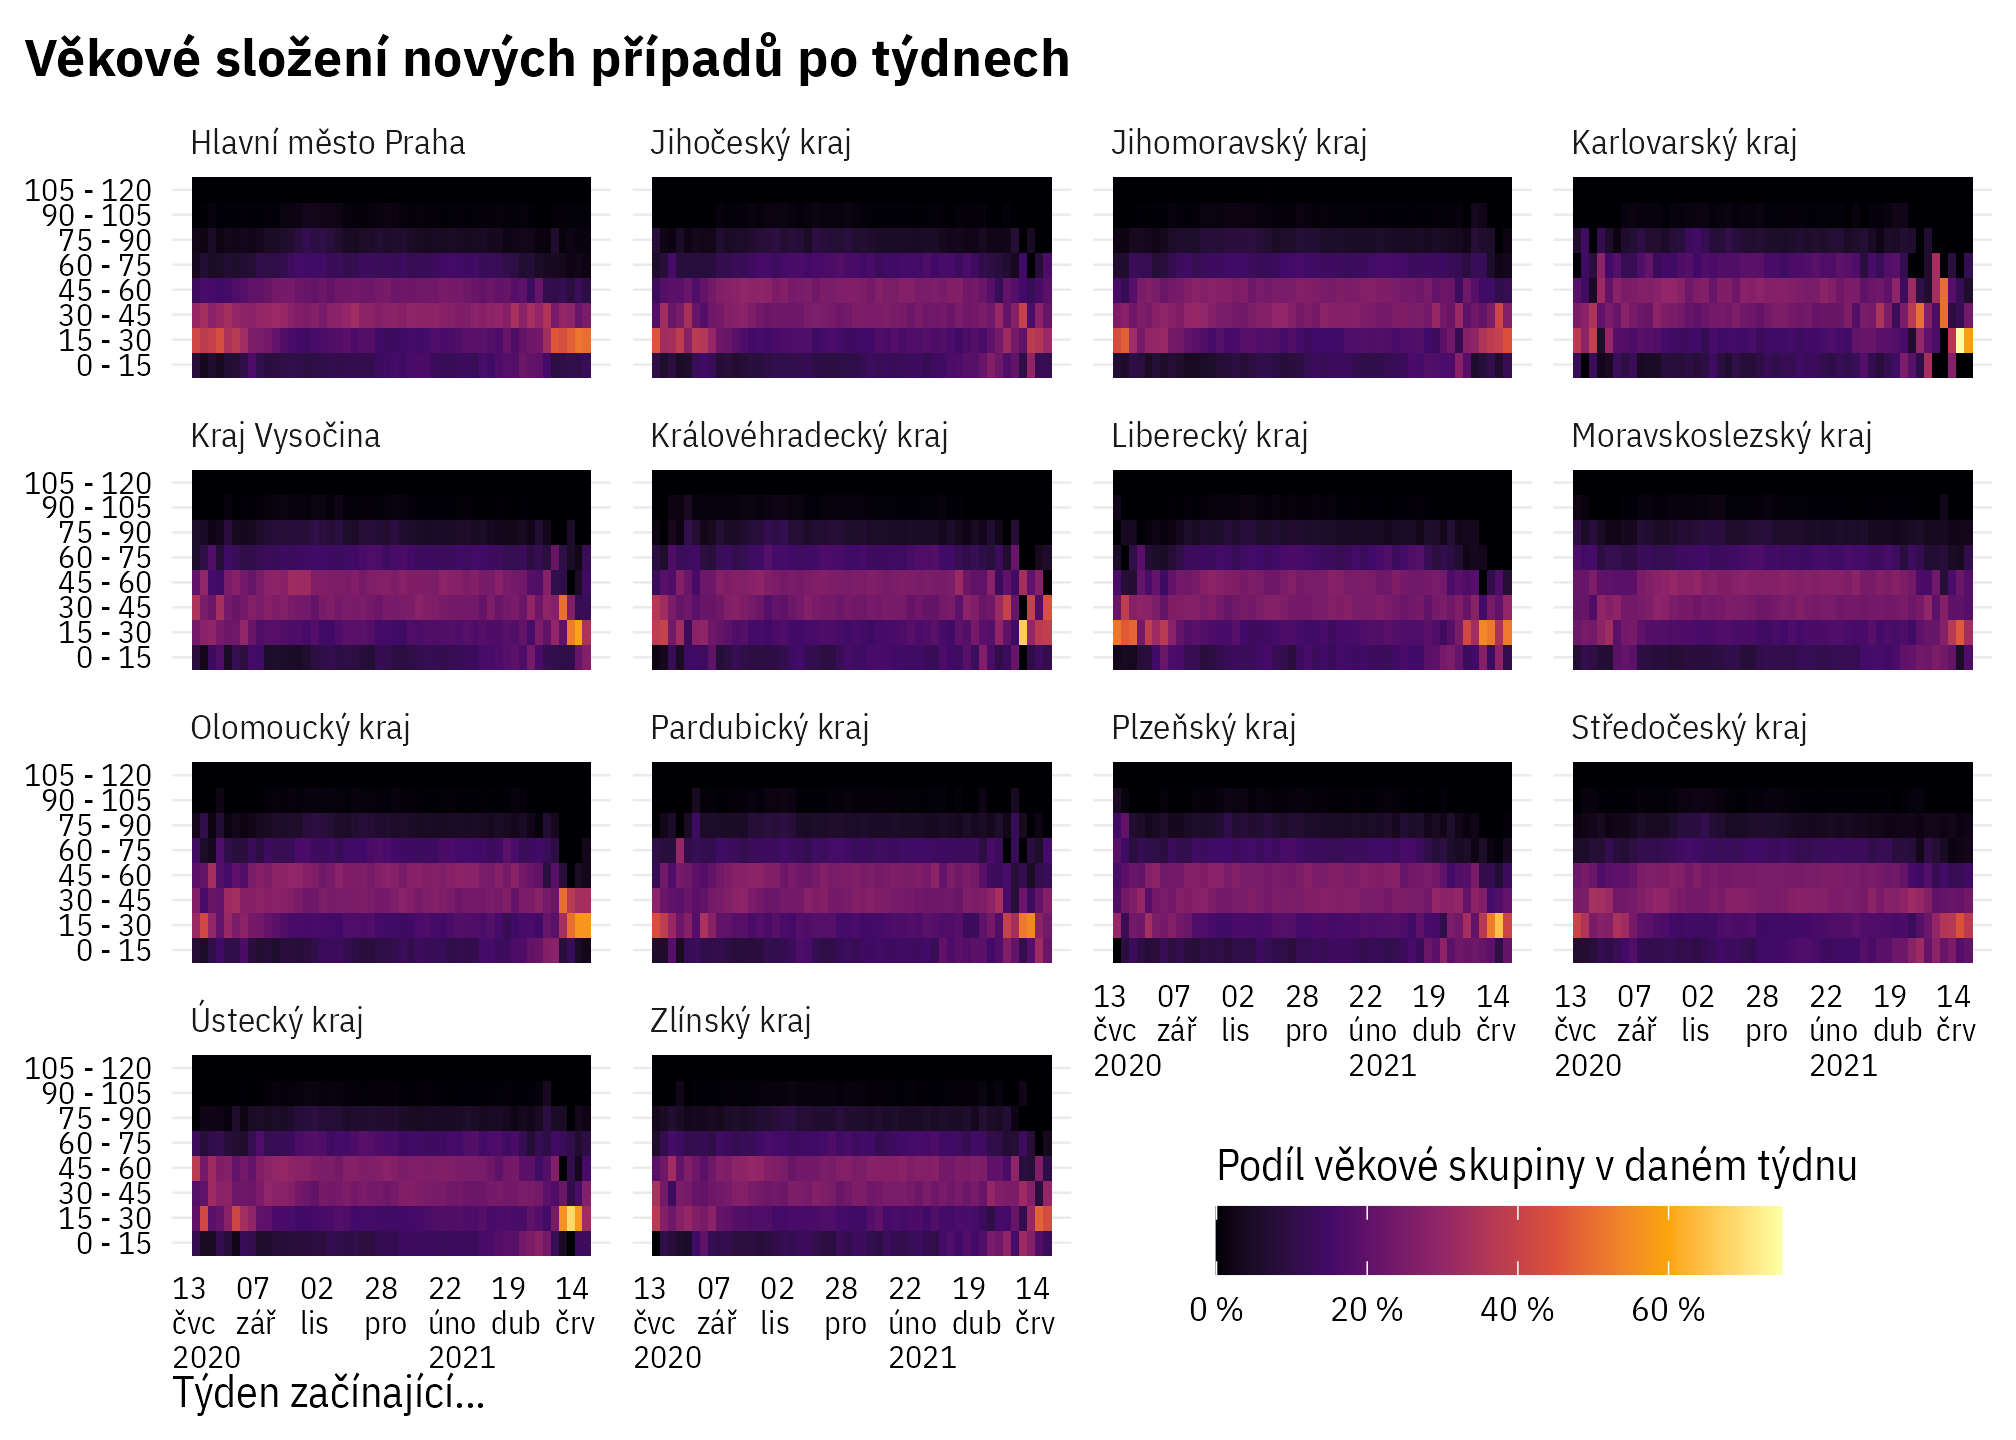 Věkové složení nových případů po týdnech
Hlavní město Praha
Jihočeský kraj
Jihomoravský kraj
Karlovarský kraj
105 - 120
90 - 105
75 - 90
60 - 75
45 - 60
30 - 45
15 - 30
0 - 15
Kraj Vysočina
Královéhradecký kraj
Liberecký kraj
Moravskoslezský kraj
105 - 120
90 - 105
75 - 90
60 - 75
45 - 60
30 - 45
15 - 30
0 - 15
Olomoucký kraj
Pardubický kraj
Plzeňský kraj
Středočeský kraj
105 - 120
90 - 105
75 - 90
60 - 75
45 - 60
30 - 45
15 - 30
0 - 15
13 07 02 28 22 19 14
čvc zář lis pro úno dub črv
2020 2021
13 07 02 28 22 19 14
čvc zář lis pro úno dub črv
2020 2021
Ústecký kraj
Zlínský kraj
105 - 120
90 - 105
75 - 90
60 - 75
45 - 60
30 - 45
15 - 30
0 - 15
13 07 02 28 22 19 14
čvc zář lis pro úno dub črv
2020 2021
13 07 02 28 22 19 14
čvc zář lis pro úno dub črv
2020 2021
Týden začínající...
Podíl věkové skupiny v daném týdnu
0 % 20 % 40 % 60 %